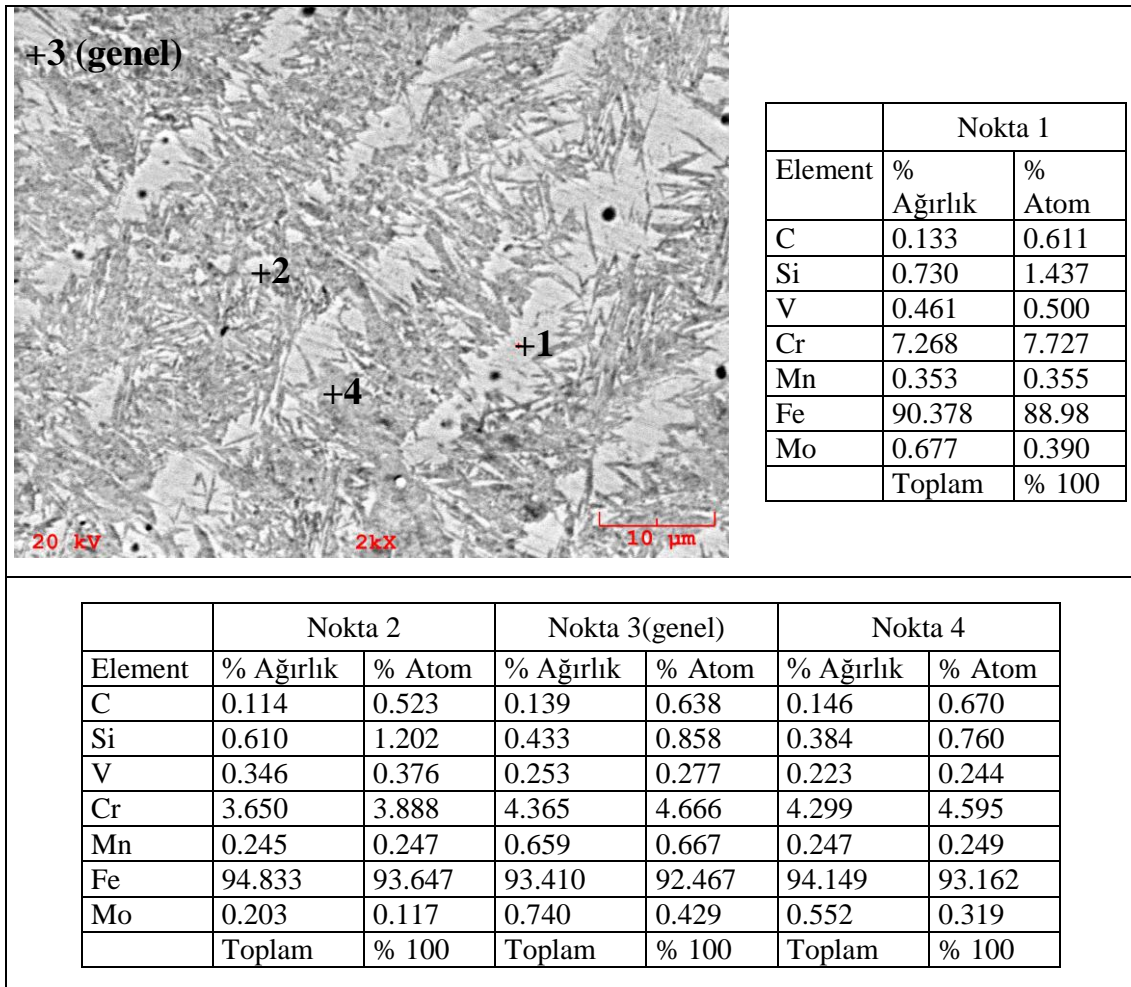 +3 (genel)
+2
+1
+4
20 kV 2kX 10 µm
Nokta 1
Element % Ağırlık % Atom
C 0.133 0.611
Si 0.730 1.437
V 0.461 0.500
Cr 7.268 7.727
Mn 0.353 0.355
Fe 90.378 88.98
Mo 0.677 0.390
Toplam % 100
Nokta 2 Nokta 3(genel) Nokta 4
Element % Ağırlık % Atom % Ağırlık % Atom % Ağırlık % Atom
C 0.114 0.523 0.139 0.638 0.146 0.670
Si 0.610 1.202 0.433 0.858 0.384 0.760
V 0.346 0.376 0.253 0.277 0.223 0.244
Cr 3.650 3.888 4.365 4.666 4.299 4.595
Mn 0.245 0.247 0.659 0.667 0.247 0.249
Fe 94.833 93.647 93.410 92.467 94.149 93.162
Mo 0.203 0.117 0.740 0.429 0.552 0.319
Toplam % 100 Toplam % 100 Toplam % 100